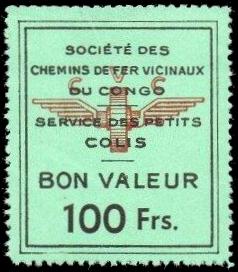 SOCIÉTÉ DES
CHEMINS DE FER VICINAUX
C V C
DU CONGO
SERVICE DES PETITS
COLIS
BON VALEUR
100 Frs.